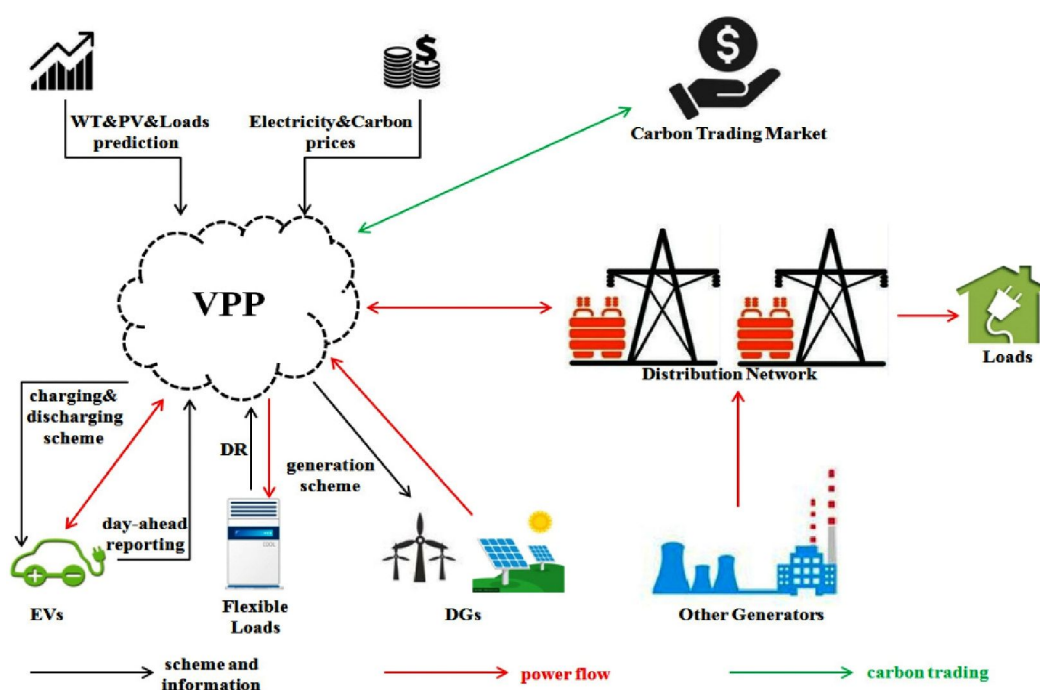 WT&PV&Loads
prediction
Electricity&Carbon
prices
$
$
Carbon Trading Market
VPP
Distribution Network
Loads
charging&
discharging
scheme
DR
generation
scheme
day-ahead
reporting
EVs
Flexible
Loads
DGs
Other Generators
scheme and
information
power flow
carbon trading